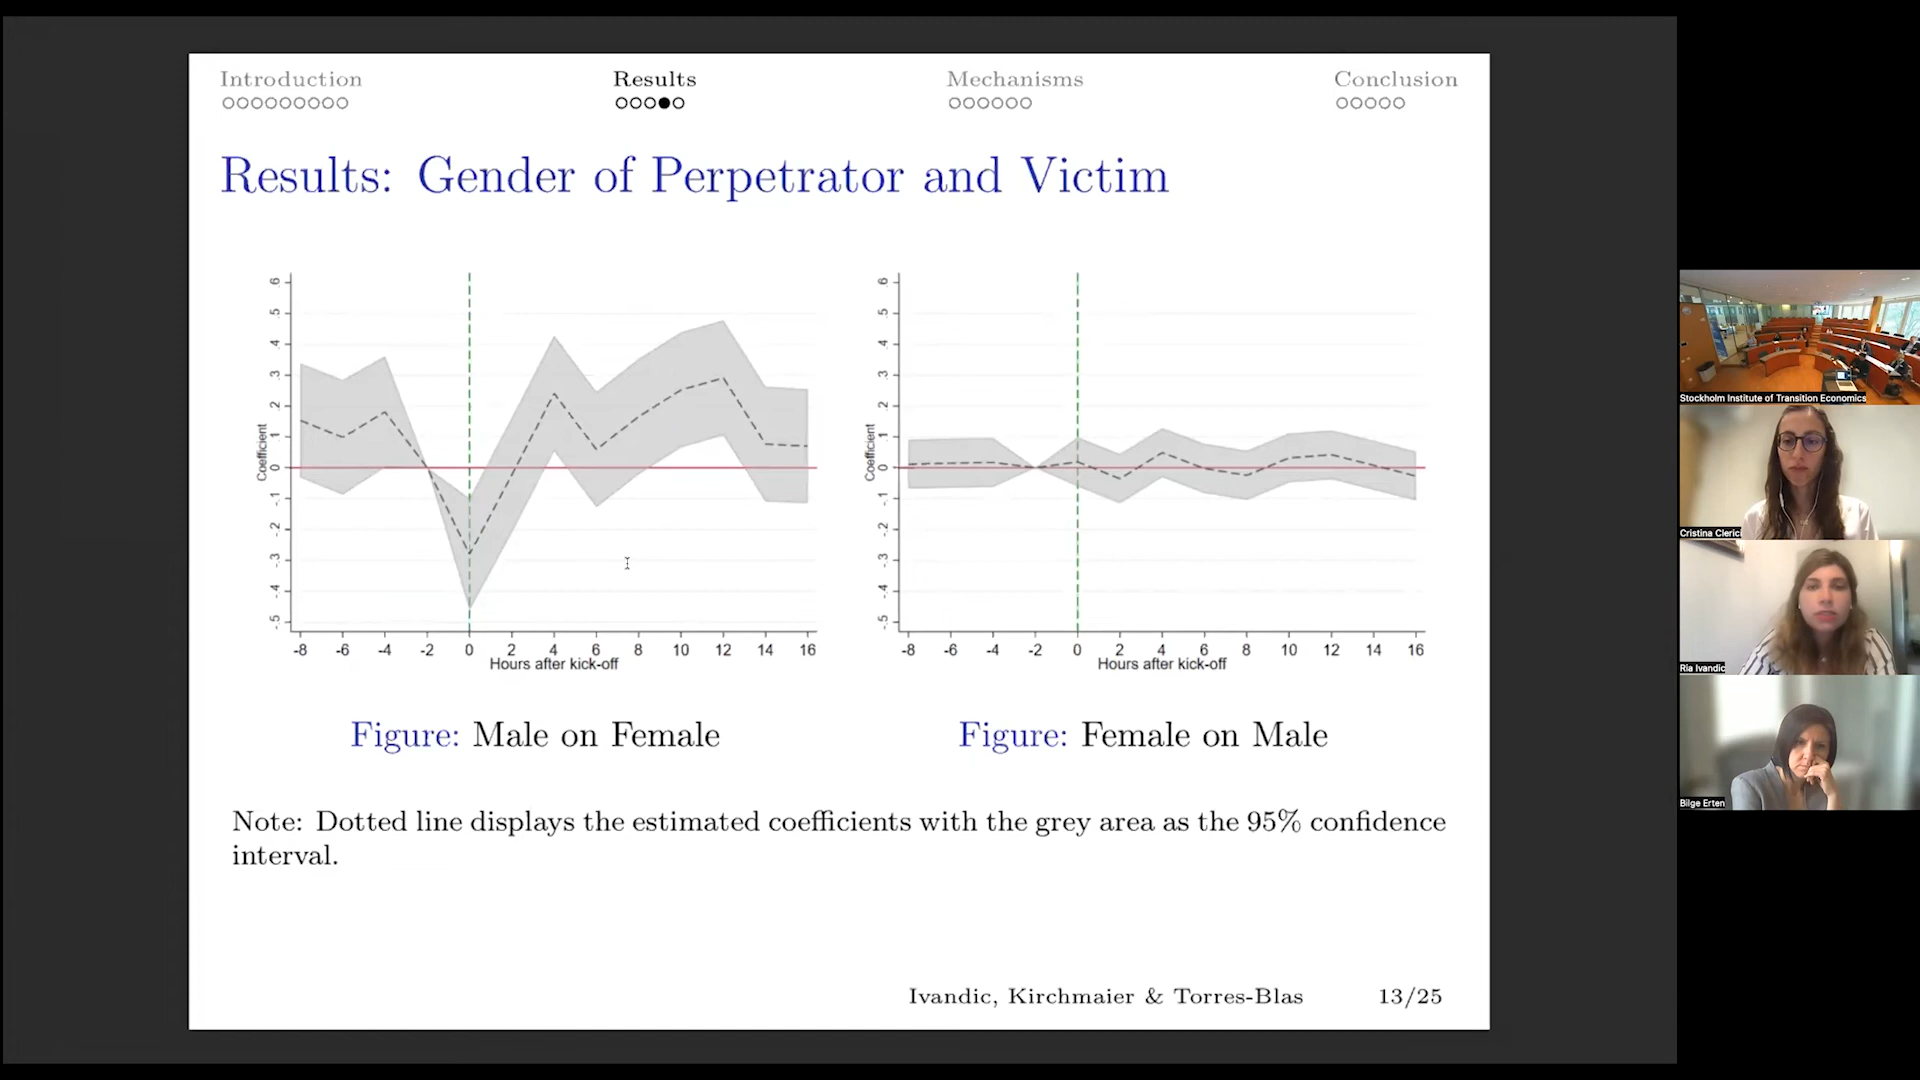 Introduction
Results
Mechanisms
Conclusion
Results: Gender of Perpetrator and Victim
Coefficient
.6
.5
.4
.3
.2
.1
0
-.1
-.2
-.3
-.4
-.5
-8 -6 -4 -2 0 2 4 6 8 10 12 14 16
Hours after kick-off
Figure: Male on Female
Coefficient
.6
.5
.4
.3
.2
.1
0
-.1
-.2
-.3
-.4
-.5
-8 -6 -4 -2 0 2 4 6 8 10 12 14 16
Hours after kick-off
Figure: Female on Male
Note: Dotted line displays the estimated coefficients with the grey area as the 95% confidence
interval.
Ivandic, Kirchmaier & Torres-Blas 13/25
Stockholm Institute of Transition Economics
Cristina Clerici
Ria Ivandic
Bilge Erten